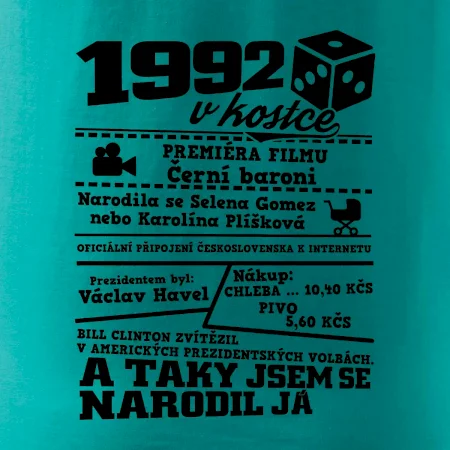 1992
v kostce
PREMIÉRA FILMU
Černí baroni
Narodila se Selena Gomez
nebo Karolína Plíšková
OFICIÁLNÍ PŘIPOJENÍ ČESKOSLOVENSKA K INTERNETU
Prezidentem byl:
Václav Havel
Nákup:
CHLEBA ... 10,40 KČS
PIVO
5,60 KČS
BILL CLINTON ZVÍTĚZIL
V AMERICKÝCH PREZIDENTSKÝCH VOLBÁCH.
A TAKY JSEM SE
NARODIL JÁ